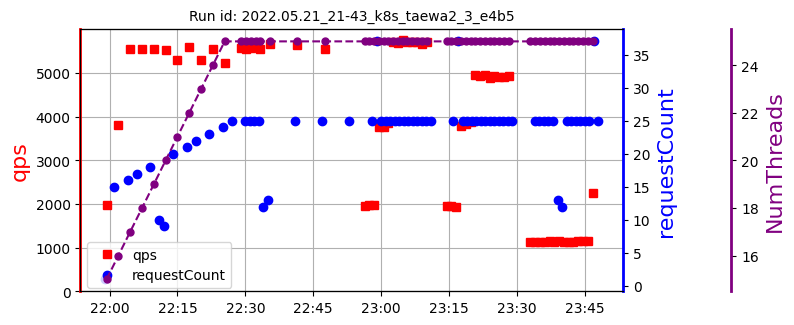 Run id: 2022.05.21_21-43_k8s_taewa2_3_e4b5
qps
5000
4000
3000
2000
1000
0
qps
requestCount
22:00 22:15 22:30 22:45 23:00 23:15 23:30 23:45
35
30
25
20
15
10
5
0
requestCount
24
22
20
18
16
NumThreads